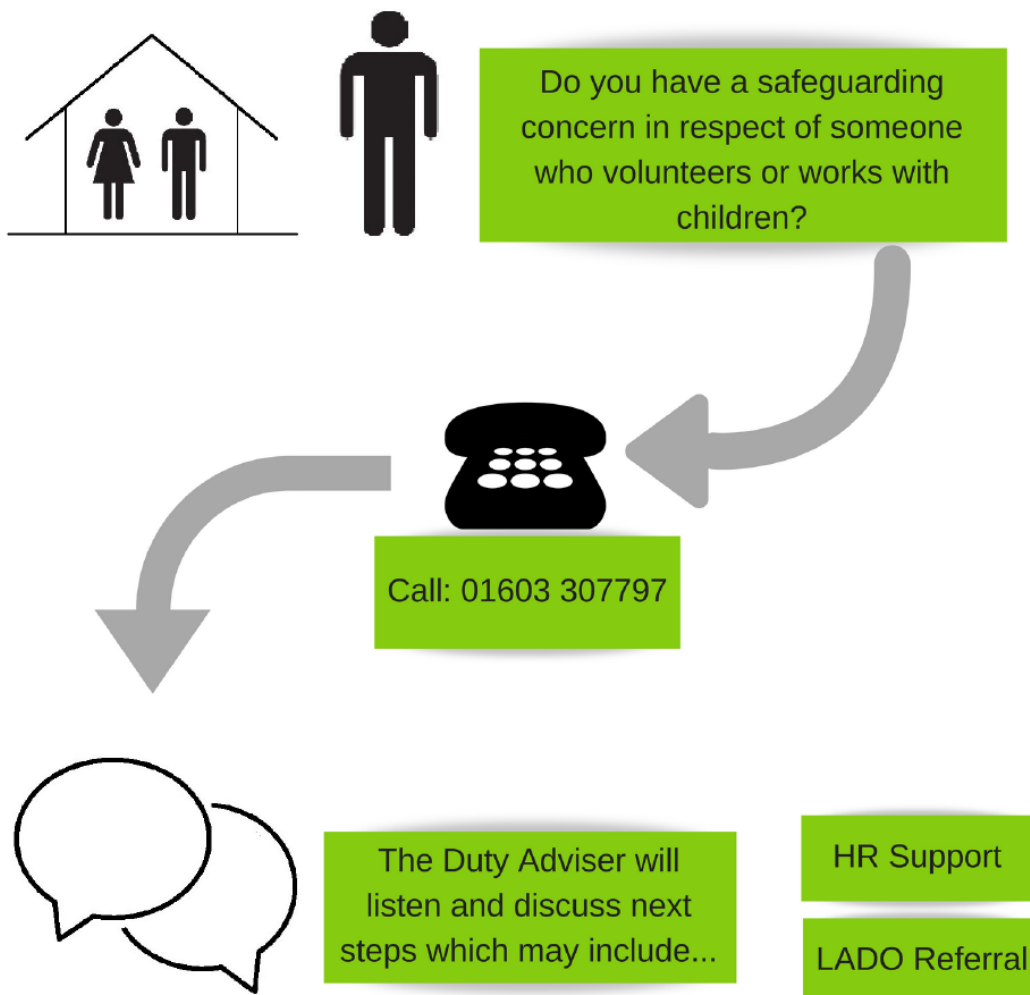 Do you have a safeguarding
concern in respect of someone
who volunteers or works with
children?
Call: 01603 307797
The Duty Adviser will
listen and discuss next
steps which may include...
HR Support
LADO Referral